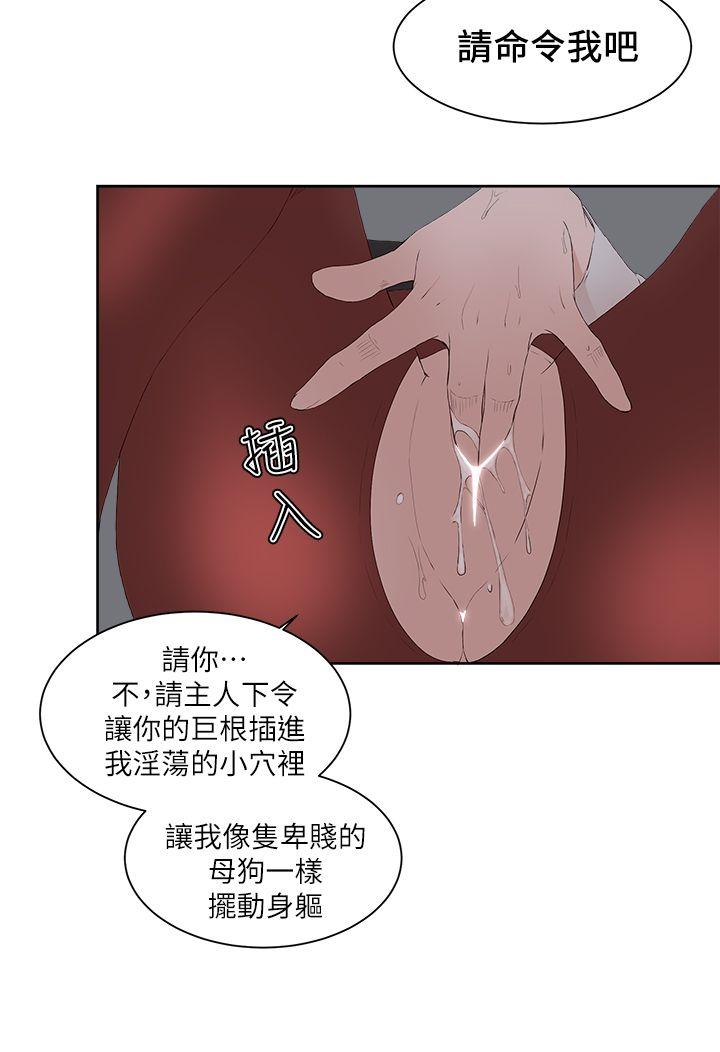 請命令我吧
插
入
請你…
不,請主人下令
讓你的巨根插進
我淫蕩的小穴裡
讓我像隻卑賤的
母狗一樣
擺動身軀